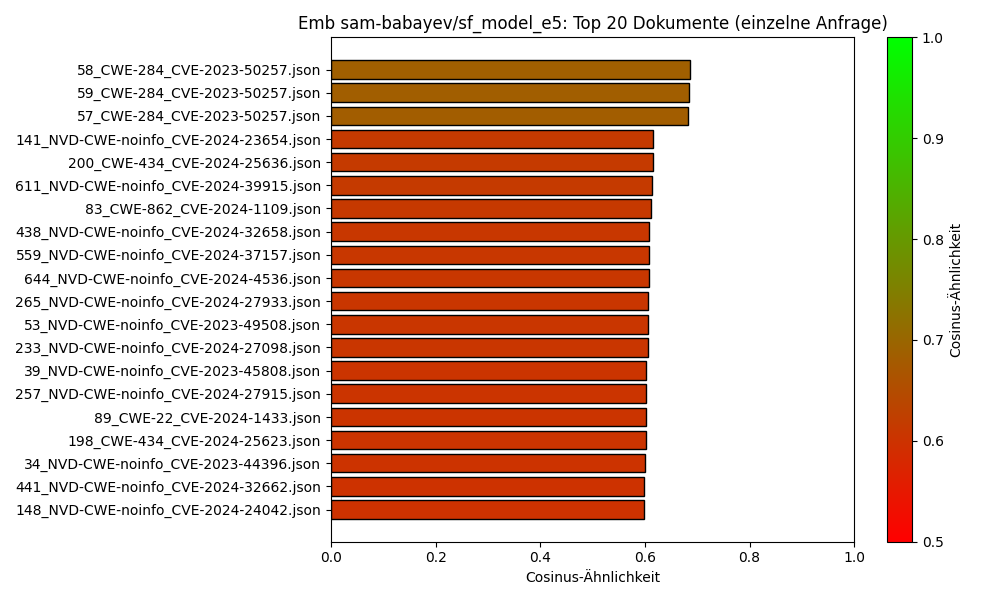 Emb sam-babayev/sf_model_e5: Top 20 Dokumente (einzelne Anfrage)
58_CWE-284_CVE-2023-50257.json
59_CWE-284_CVE-2023-50257.json
57_CWE-284_CVE-2023-50257.json
141_NVD-CWE-noinfo_CVE-2024-23654.json
200_CWE-434_CVE-2024-25636.json
611_NVD-CWE-noinfo_CVE-2024-39915.json
83_CWE-862_CVE-2024-1109.json
438_NVD-CWE-noinfo_CVE-2024-32658.json
559_NVD-CWE-noinfo_CVE-2024-37157.json
644_NVD-CWE-noinfo_CVE-2024-4536.json
265_NVD-CWE-noinfo_CVE-2024-27933.json
53_NVD-CWE-noinfo_CVE-2023-49508.json
233_NVD-CWE-noinfo_CVE-2024-27098.json
39_NVD-CWE-noinfo_CVE-2023-45808.json
257_NVD-CWE-noinfo_CVE-2024-27915.json
89_CWE-22_CVE-2024-1433.json
198_CWE-434_CVE-2024-25623.json
34_NVD-CWE-noinfo_CVE-2023-44396.json
441_NVD-CWE-noinfo_CVE-2024-32662.json
148_NVD-CWE-noinfo_CVE-2024-24042.json
0.0 0.2 0.4 0.6 0.8 1.0
Cosinus-Ähnlichkeit
1.0
0.9
0.8
0.7
0.6
0.5
Cosinus-Ähnlichkeit